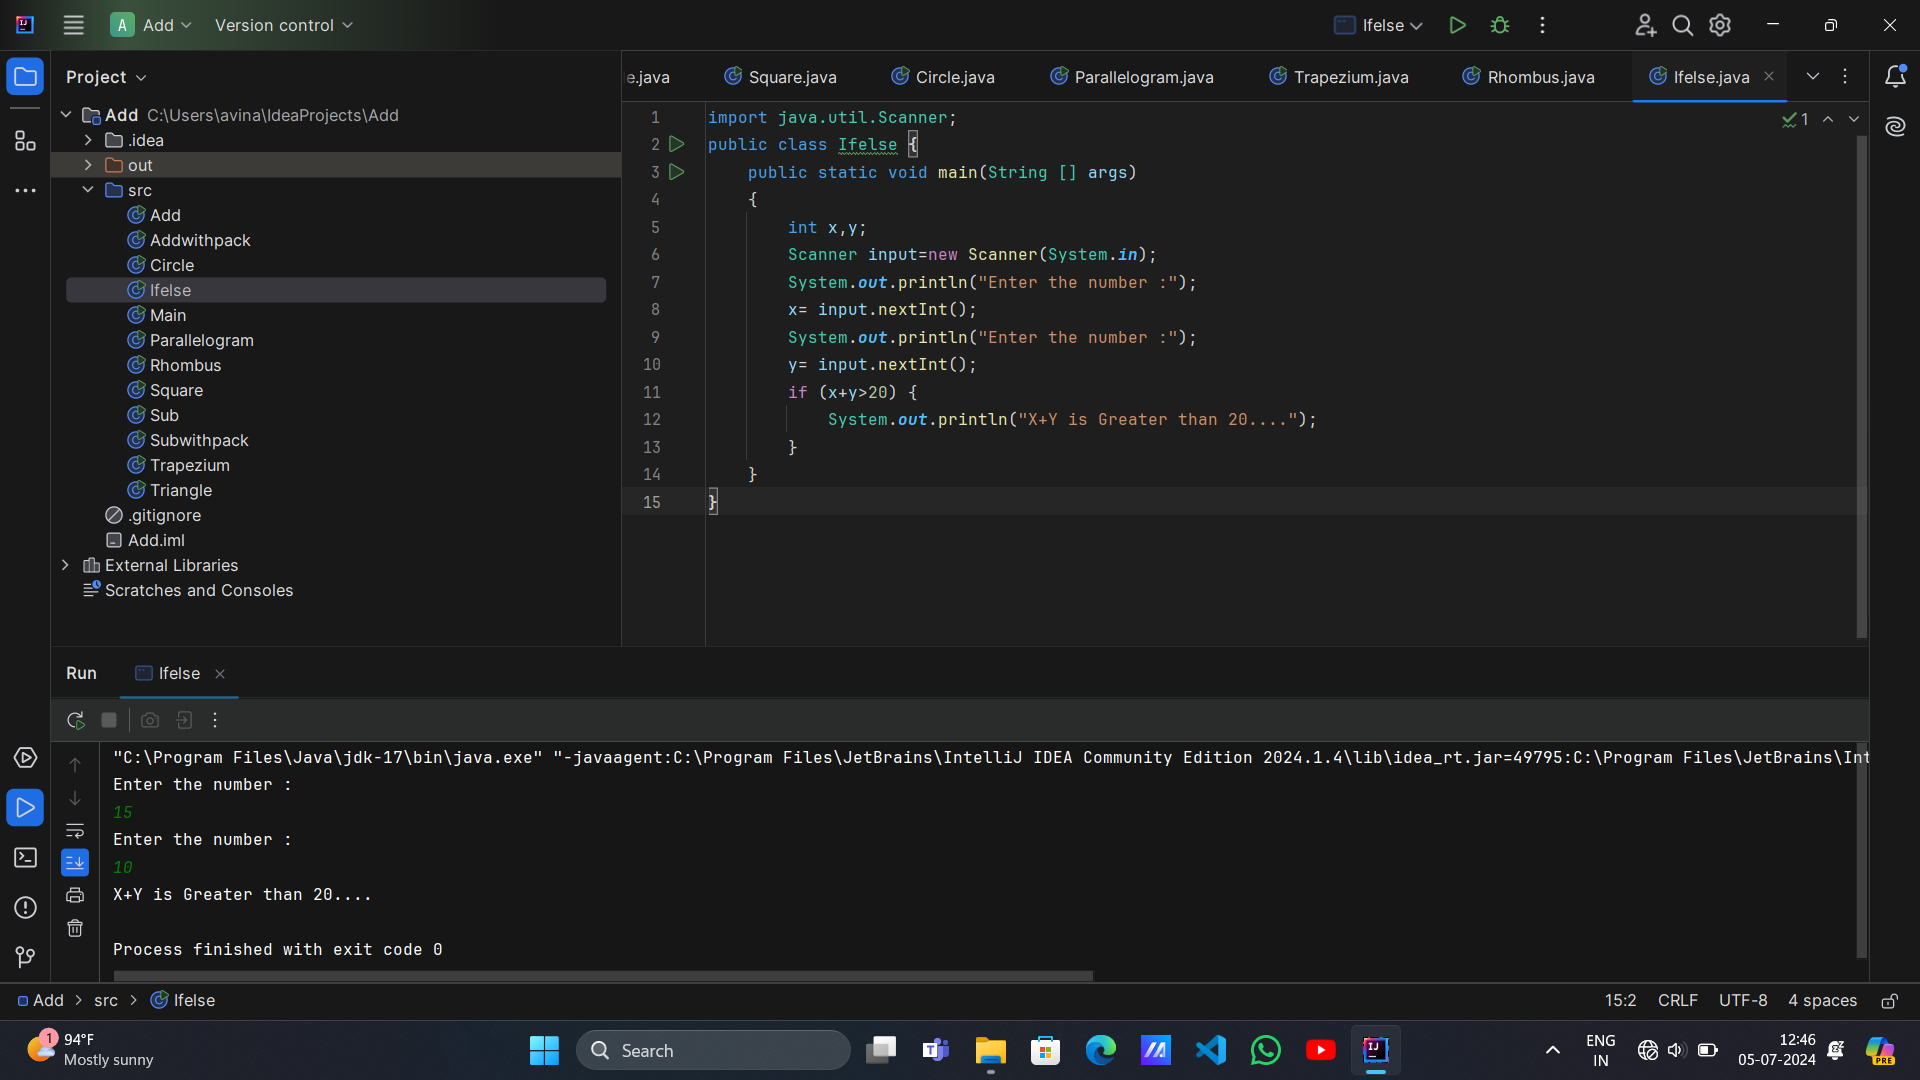 A Add Version control Ifelse
Project
e.java Square.java Circle.java Parallelogram.java Trapezium.java Rhombus.java Ifelse.java
Add C:\Users\avina\IdeaProjects\Add
.idea
out
src
Add
Addwithpack
Circle
Ifelse
Main
Parallelogram
Rhombus
Square
Sub
Subwithpack
Trapezium
Triangle
.gitignore
Add.iml
External Libraries
Scratches and Consoles
1 import java.util.Scanner;
2 public class Ifelse {
3 public static void main(String [] args)
4 {
5 int x,y;
6 Scanner input=new Scanner(System.in);
7 System.out.println("Enter the number :");
8 x= input.nextInt();
9 System.out.println("Enter the number :");
10 y= input.nextInt();
11 if (x+y>20) {
12 System.out.println("X+Y is Greater than 20....");
13 }
14 }
15 }
1
Run Ifelse
"C:\Program Files\Java\jdk-17\bin\java.exe" "-javaagent:C:\Program Files\JetBrains\IntelliJ IDEA Community Edition 2024.1.4\lib\idea_rt.jar=49795:C:\Program Files\JetBrains\Int
Enter the number :
15
Enter the number :
10
X+Y is Greater than 20....
Process finished with exit code 0
Add > src > Ifelse
15:2 CRLF UTF-8 4 spaces
1 94°F
Mostly sunny
Search
ENG
IN
12:46
05-07-2024
PRE